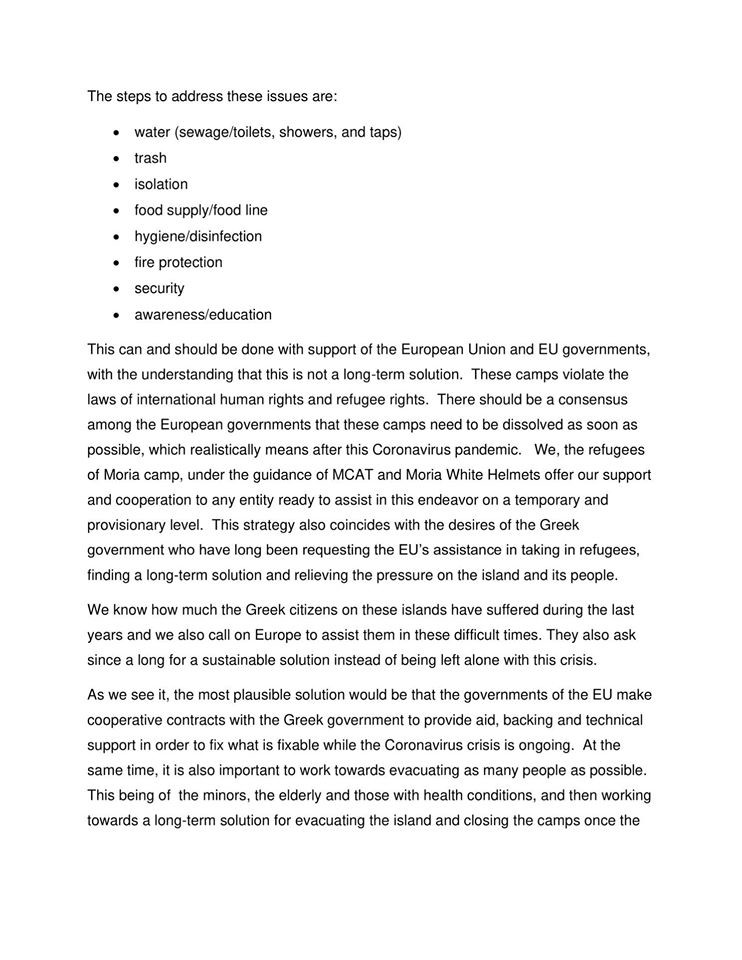 The steps to address these issues are:
• water (sewage/toilets, showers, and taps)
• trash
• isolation
• food supply/food line
• hygiene/disinfection
• fire protection
• security
• awareness/education
This can and should be done with support of the European Union and EU governments,
with the understanding that this is not a long-term solution.  These camps violate the
laws of international human rights and refugee rights.  There should be a consensus
among the European governments that these camps need to be dissolved as soon as
possible, which realistically means after this Coronavirus pandemic.   We, the refugees
of Moria camp, under the guidance of MCAT and Moria White Helmets offer our support
and cooperation to any entity ready to assist in this endeavor on a temporary and
provisionary level.  This strategy also coincides with the desires of the Greek
government who have long been requesting the EU's assistance in taking in refugees,
finding a long-term solution and relieving the pressure on the island and its people.
We know how much the Greek citizens on these islands have suffered during the last
years and we also call on Europe to assist them in these difficult times. They also ask
since a long for a sustainable solution instead of being left alone with this crisis.
As we see it, the most plausible solution would be that the governments of the EU make
cooperative contracts with the Greek government to provide aid, backing and technical
support in order to fix what is fixable while the Coronavirus crisis is ongoing.  At the
same time, it is also important to work towards evacuating as many people as possible.
This being of  the minors, the elderly and those with health conditions, and then working
towards a long-term solution for evacuating the island and closing the camps once the